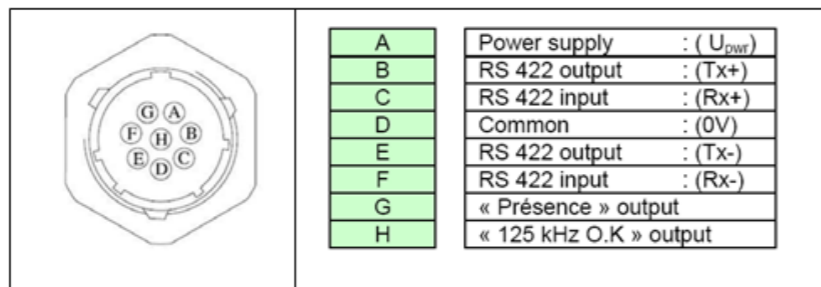 G A
F H B
E D C
A Power supply : ( Upwr)
B RS 422 output : (Tx+)
C RS 422 input : (Rx+)
D Common : (0V)
E RS 422 output : (Tx-)
F RS 422 input : (Rx-)
G « Présence » output
H « 125 kHz O.K » output